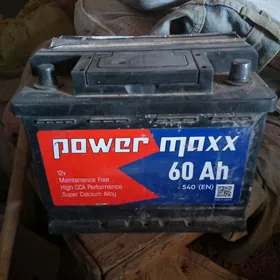 power maxx
60 Ah
540 (EN)
12v
Maintenance Free
High CCA Performance
Super Calcium Alloy